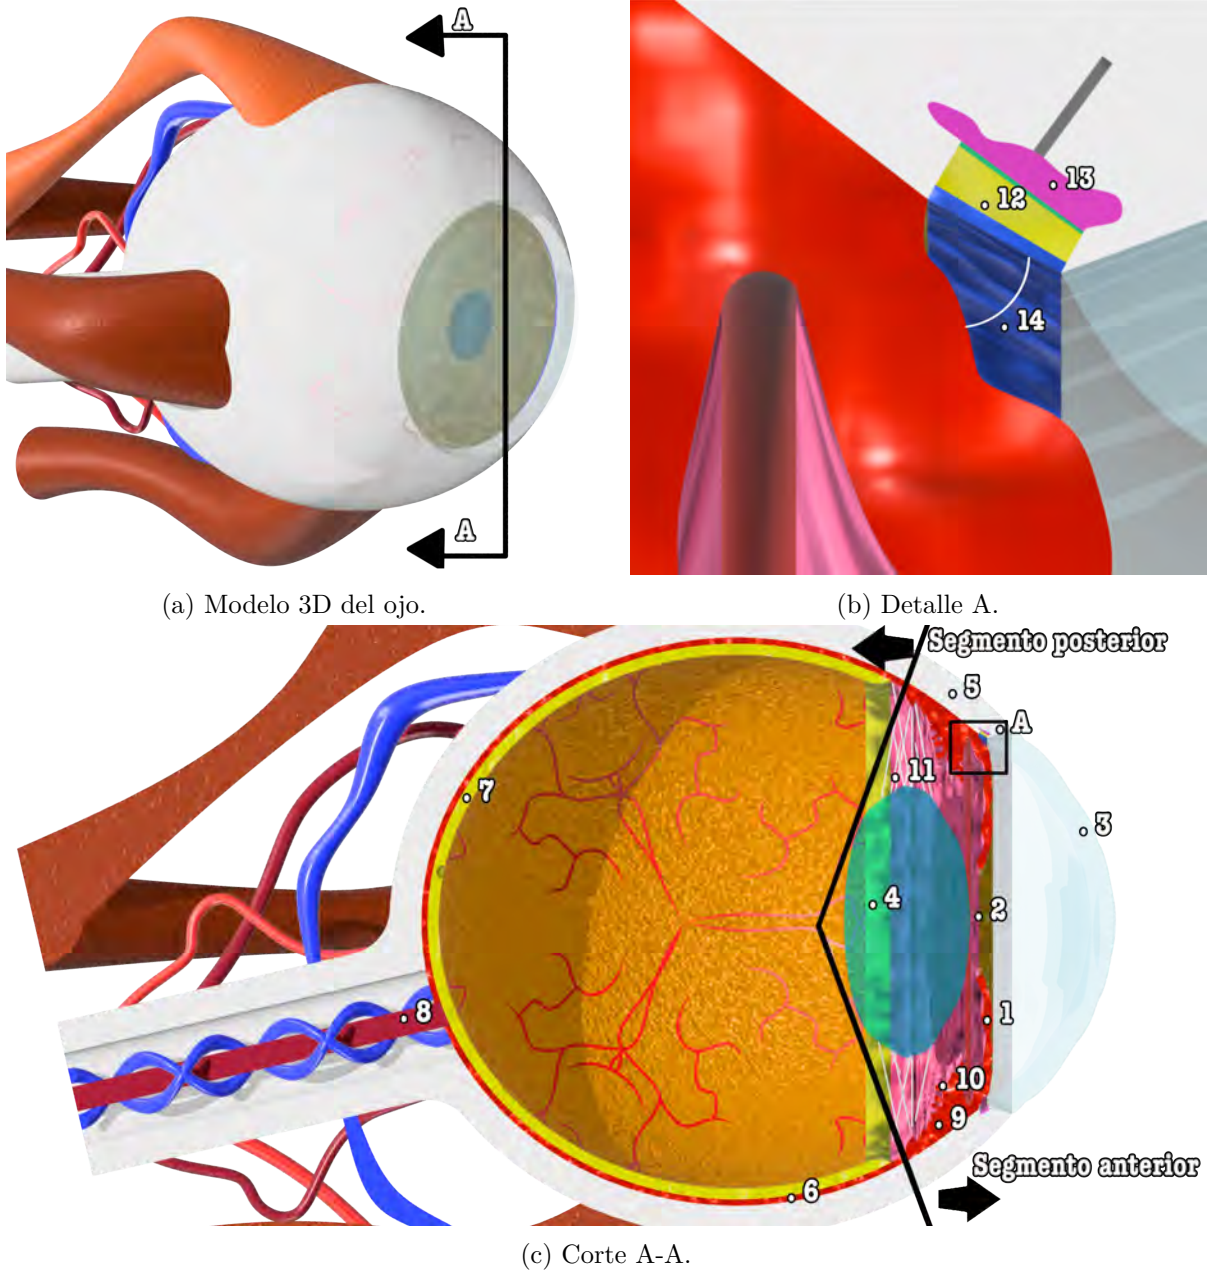 A
A
. 13
. 12
. 14
(a) Modelo 3D del ojo.
(b) Detalle A.
Segmento posterior
. 5
. A
. 11
. 7
. 3
. 4
. 2
. 8
. 1
. 10
. 9
Segmento anterior
. 6
(c) Corte A-A.